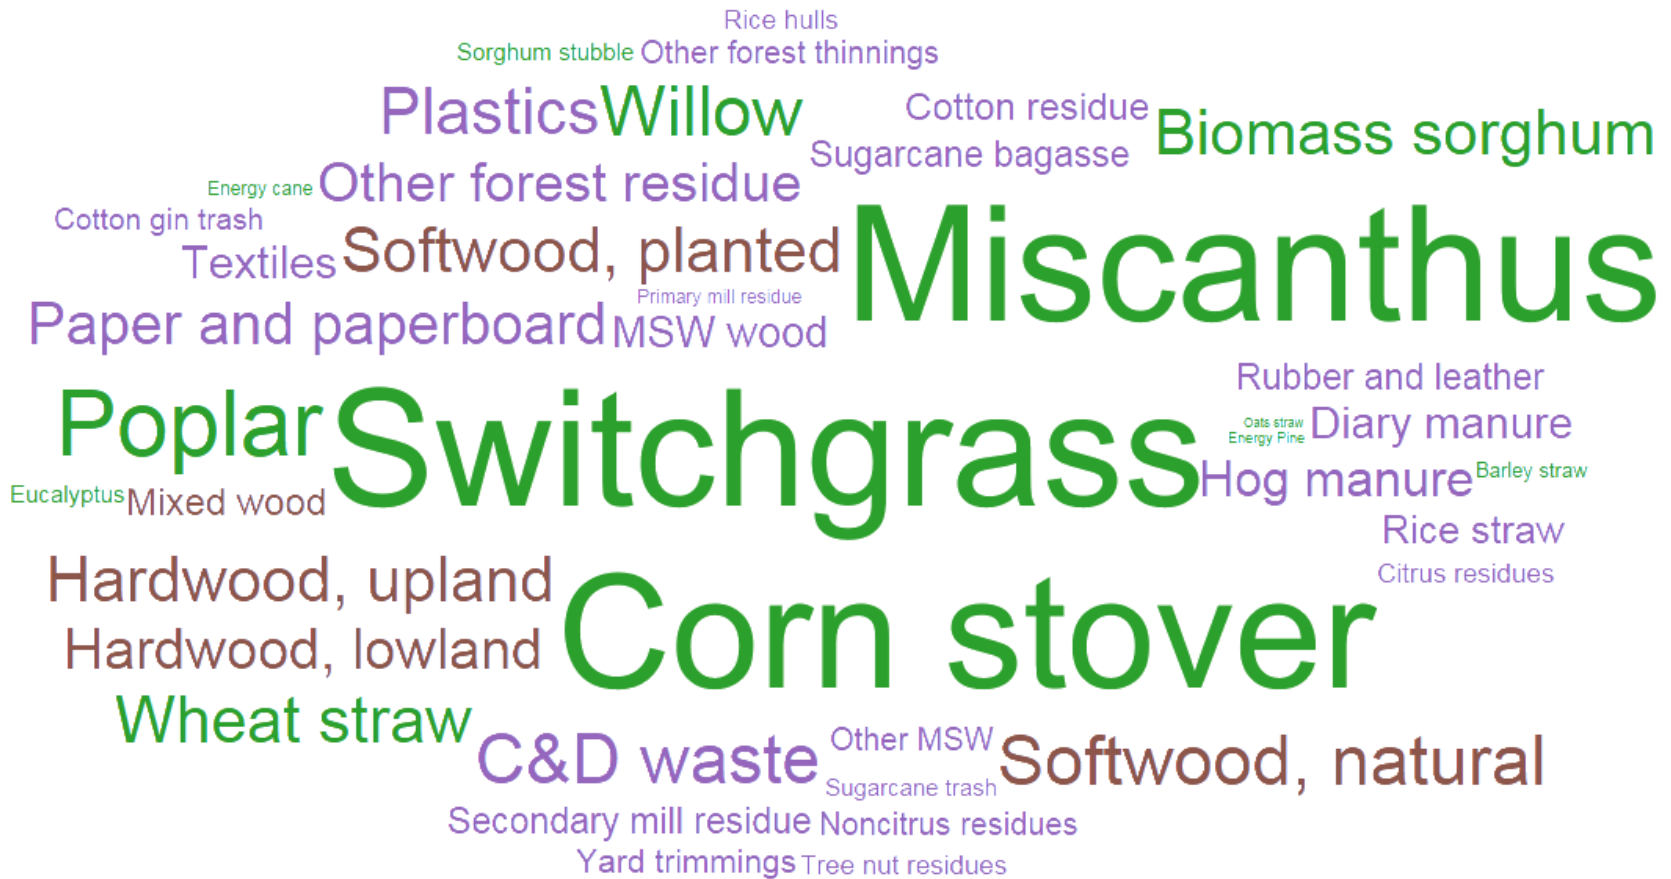 Rice hulls
Sorghum stubble Other forest thinnings
Plastics Willow Cotton residue Biomass sorghum
Sugarcane bagasse
Energy cane Other forest residue
Cotton gin trash
Textiles Softwood, planted Miscanthus
Primary mill residue
Paper and paperboard MSW wood
Rubber and leather
Poplar Switchgrass Oats straw Diary manure
Energy Pine
Eucalyptus Mixed wood Hog manure Barley straw
Rice straw
Citrus residues
Hardwood, upland
Hardwood, lowland Corn stover
Wheat straw
C&D waste Other MSW Softwood, natural
Sugarcane trash
Secondary mill residue Noncitrus residues
Yard trimmings Tree nut residues